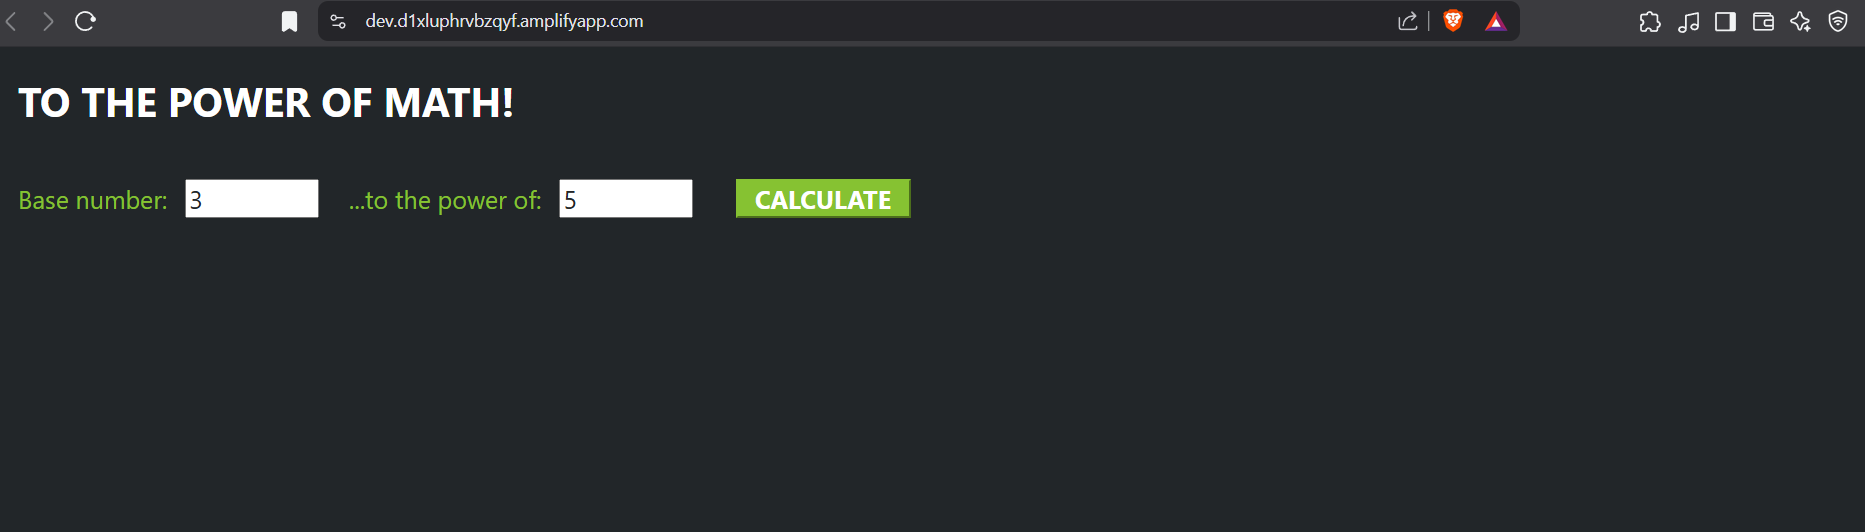 dev.d1xluphrvbzqyf.amplifyapp.com
TO THE POWER OF MATH!
Base number: 3 ...to the power of: 5 CALCULATE